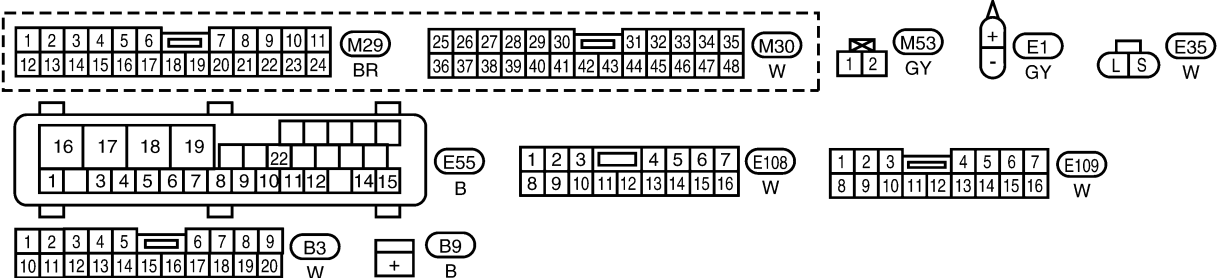 1 2 3 4 5 6 7 8 9 10 11 M29
12 13 14 15 16 17 18 19 20 21 22 23 24 BR
25 26 27 28 29 30 31 32 33 34 35 M30
36 37 38 39 40 41 42 43 44 45 46 47 48 W
M53
1 2 GY
+ E1
- GY
E35
L S W
16 17 18 19
22 E55
1 3 4 5 6 7 8 9 10 11 12 14 15 B
1 2 3 4 5 6 7 E108
8 9 10 11 12 13 14 15 16 W
1 2 3 4 5 6 7 E109
8 9 10 11 12 13 14 15 16 W
1 2 3 4 5 6 7 8 9 B3
10 11 12 13 14 15 16 17 18 19 20 W
B9
+ B